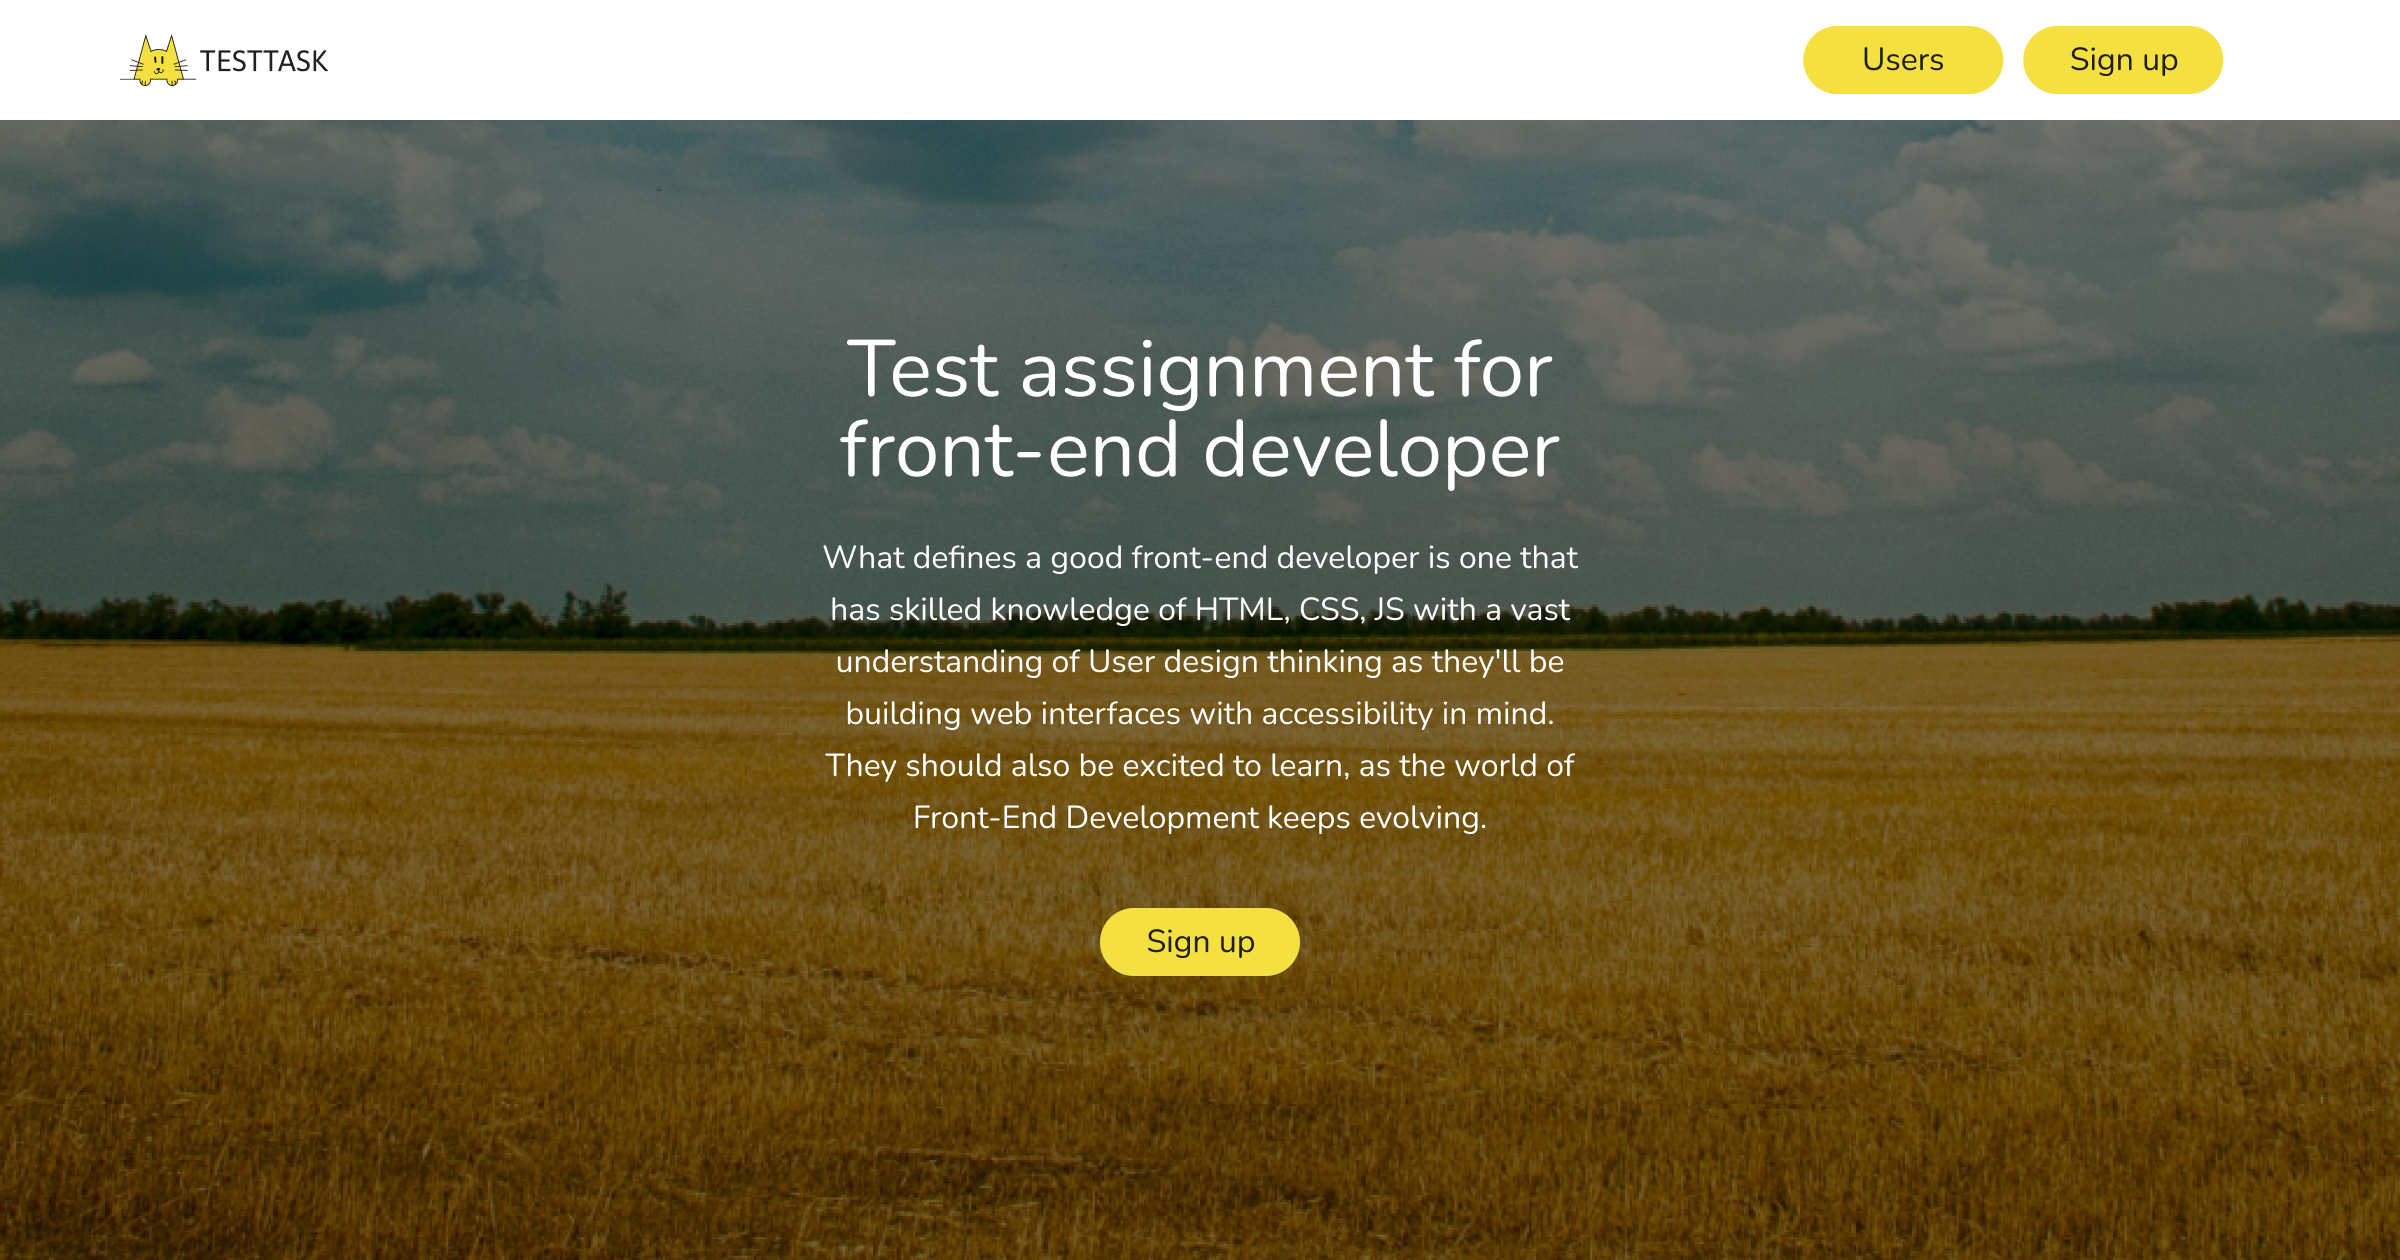 TESTTASK
Users
Sign up
Test assignment for
front-end developer
What defines a good front-end developer is one that
has skilled knowledge of HTML, CSS, JS with a vast
understanding of User design thinking as they'll be
building web interfaces with accessibility in mind.
They should also be excited to learn, as the world of
Front-End Development keeps evolving.
Sign up